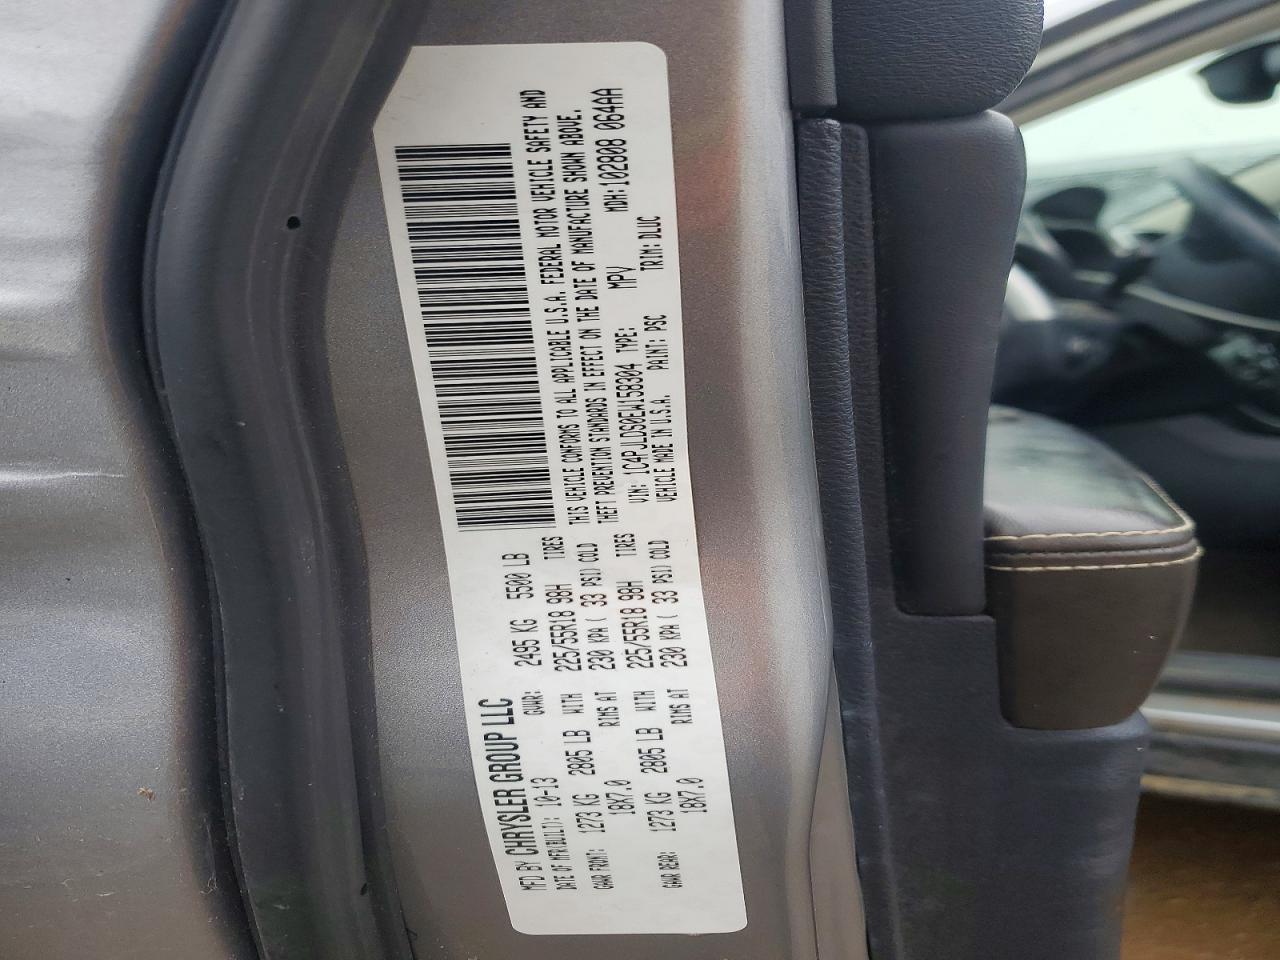 MFD BY CHRYSLER GROUP LLC
DATE OF MFR(BUILT): 10-13 GVWR: 2495 KG 5500 LB
GAWR FRONT: 1273 KG 2805 LB WITH 225/55R18 98H TIRES
18X7.0 RIMS AT 230 KPA ( 33 PSI) COLD
GAWR REAR: 1273 KG 2805 LB WITH 225/55R18 98H TIRES
18X7.0 RIMS AT 230 KPA ( 33 PSI) COLD
THIS VEHICLE CONFORMS TO ALL APPLICABLE U.S.A. FEDERAL MOTOR VEHICLE SAFETY AND
THEFT PREVENTION STANDARDS IN EFFECT ON THE DATE OF MANUFACTURE SHOWN ABOVE.
VIN: 1C4PJLDS0EW158304 TYPE: MPV MDH:102808 064AA
VEHICLE MADE IN U.S.A. PAINT: PSC TRIM: DLUC